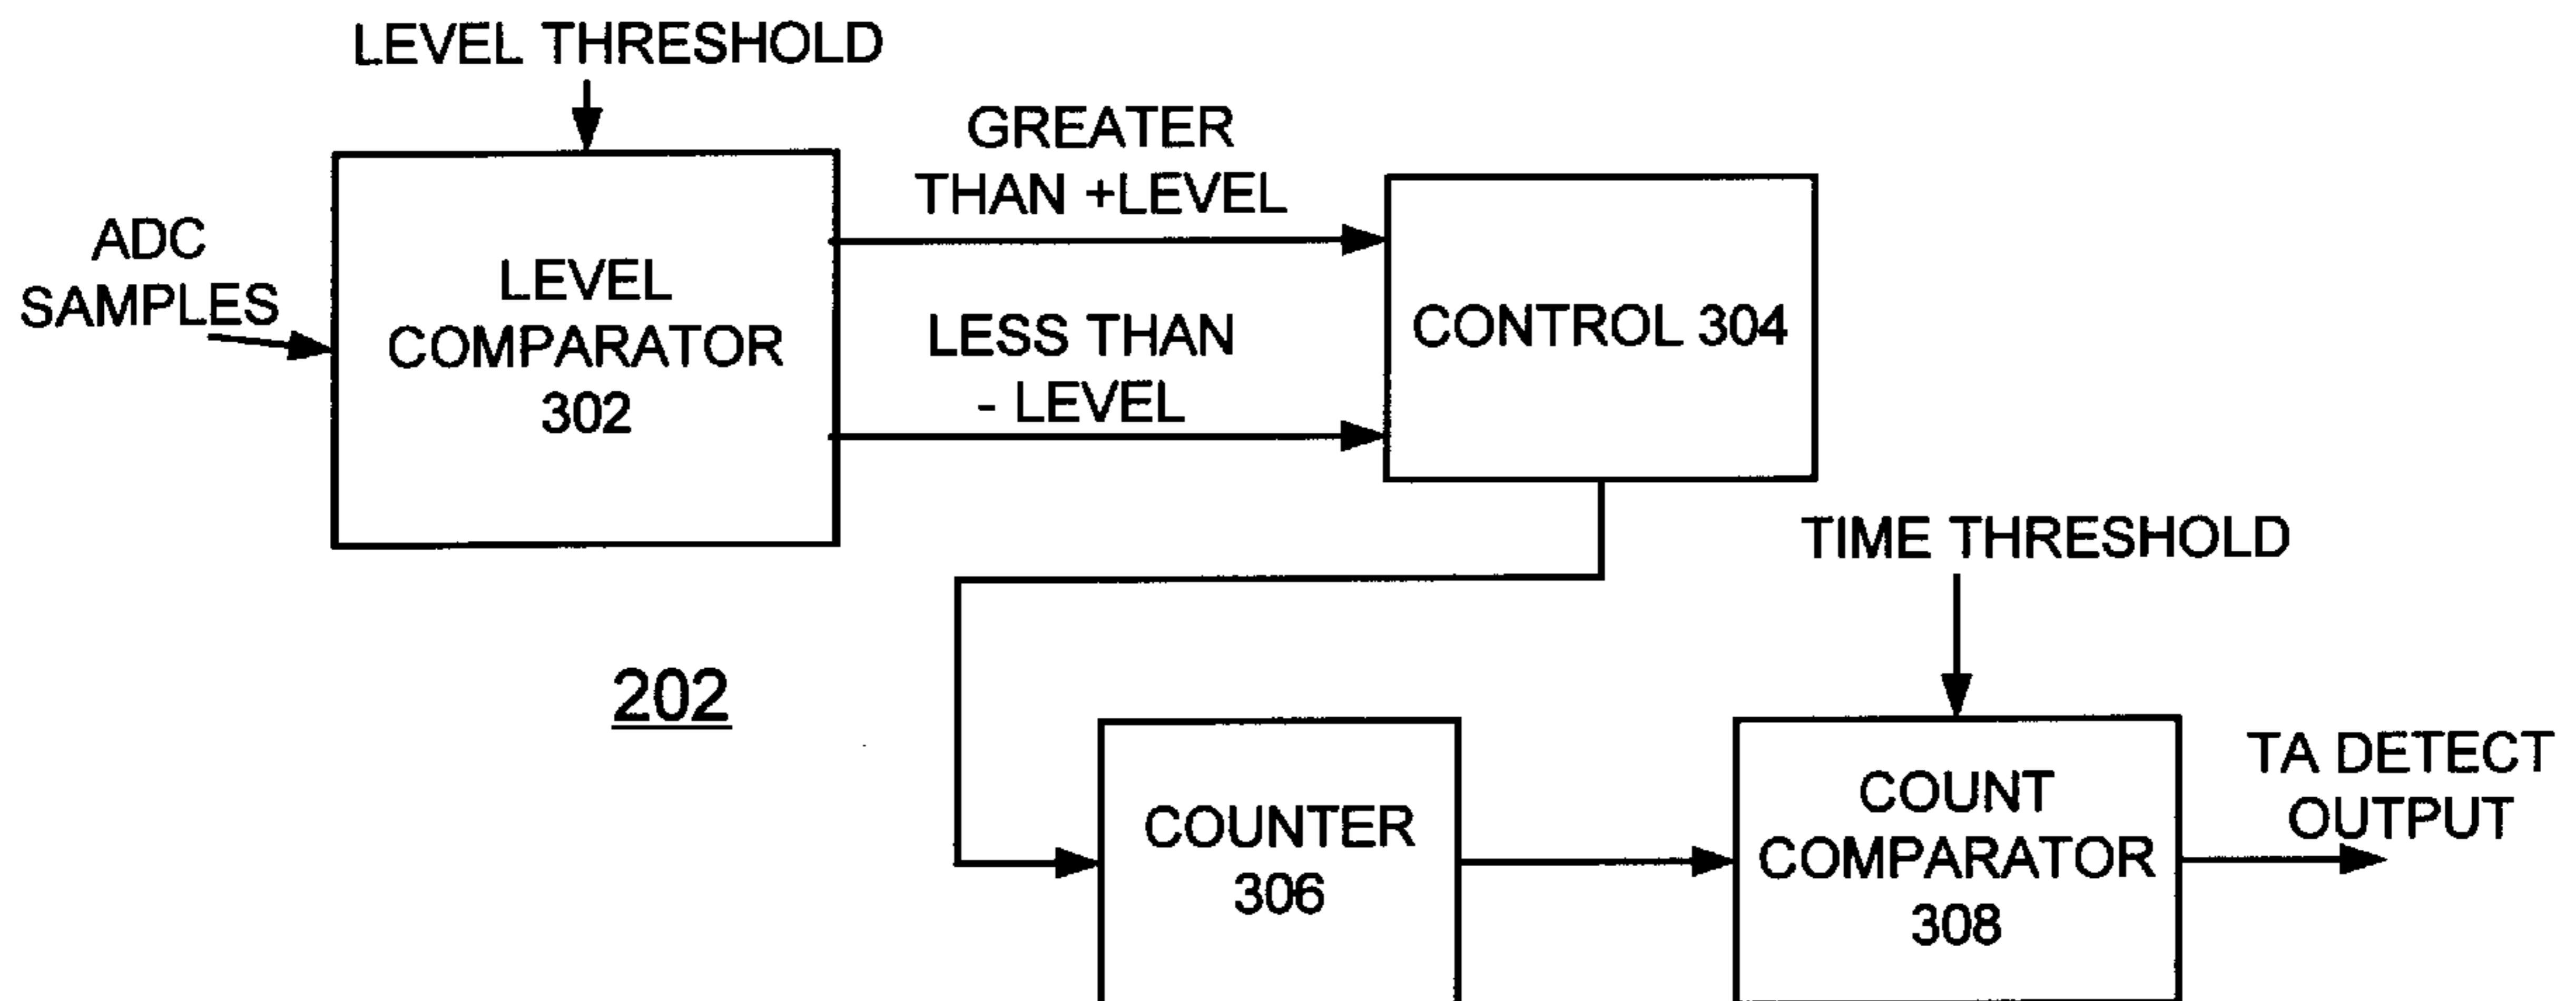 LEVEL THRESHOLD
GREATER
THAN +LEVEL
ADC
SAMPLES
LEVEL
COMPARATOR
302
LESS THAN
- LEVEL
CONTROL 304
TIME THRESHOLD
202
COUNTER
306
COUNT
COMPARATOR
308
TA DETECT
OUTPUT